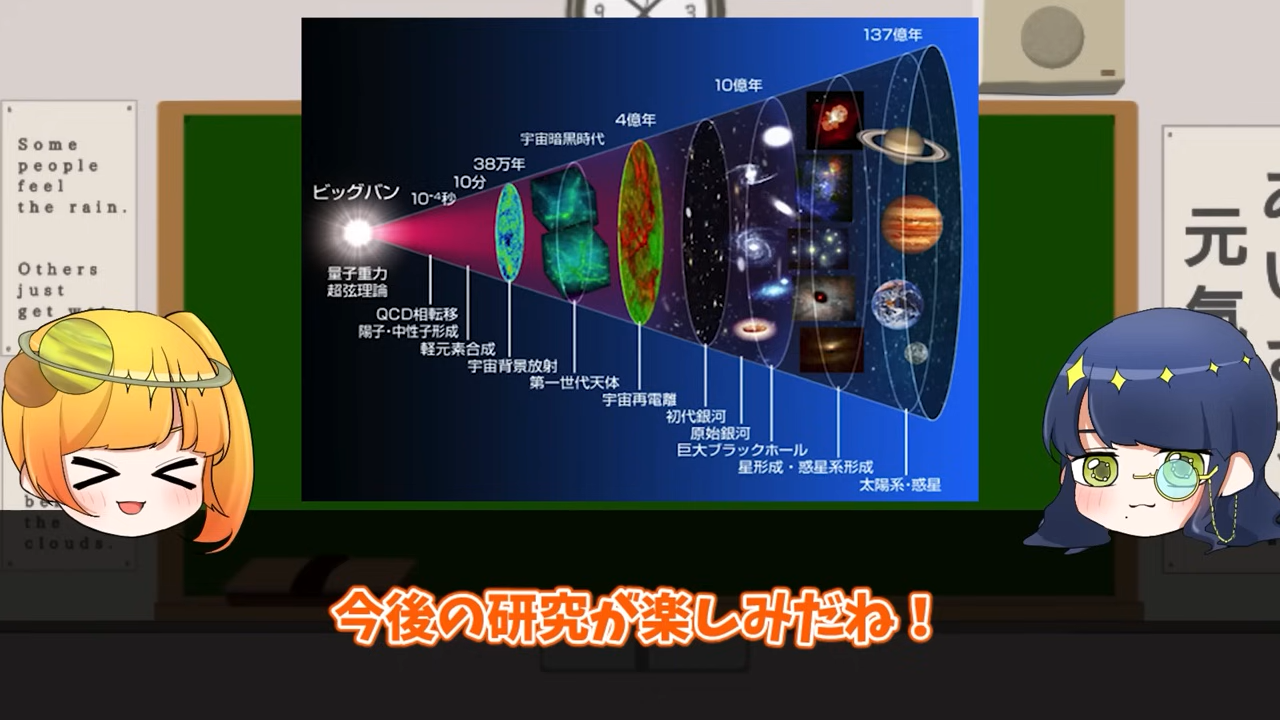 9
3
Some
people
feel
the rain.
Others
just
the
clouds.
137億年
10億年
4億年
宇宙暗黒時代
38万年
10分
10⁻⁴秒
ビッグバン
量子重力
超弦理論
QCD相転移
陽子・中性子形成
軽元素合成
宇宙背景放射
第一世代天体
宇宙再電離
初代銀河
原始銀河
巨大ブラックホール
星形成・惑星系形成
太陽系・惑星
元気
今後の研究が楽しみだね！